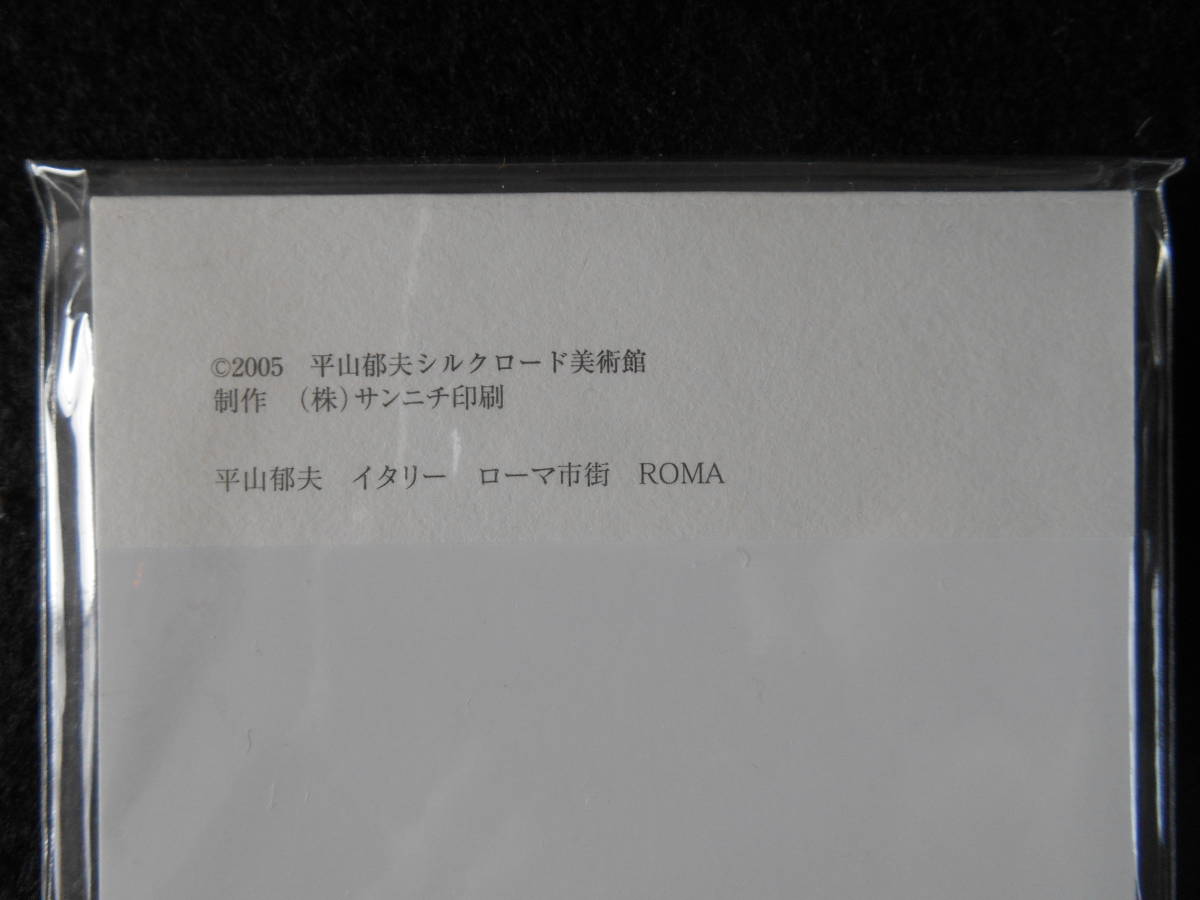 ©2005　平山郁夫シルクロード美術館
制作　（株）サンニチ印刷
平山郁夫　イタリー　ローマ市街　ROMA